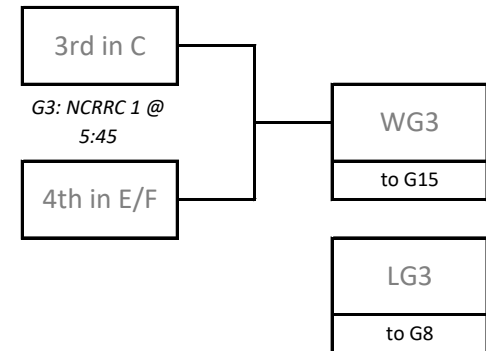 3rd in C
G3: NCRRC 1 @
5:45
4th in E/F
WG3
to G15
LG3
to G8